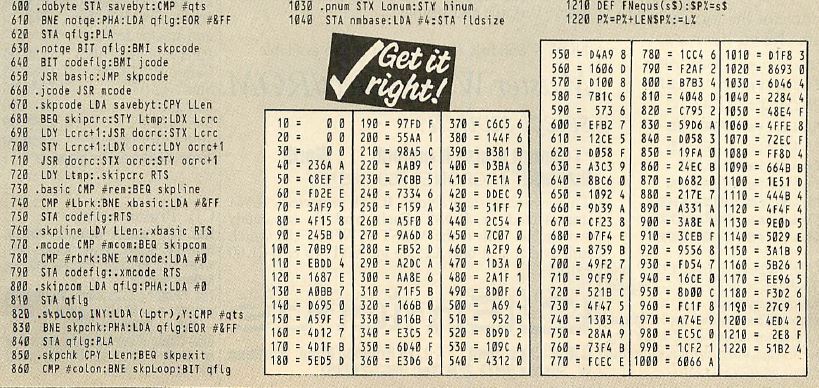 600 .dobyte STA savebyt:CMP #qts
610 BNE notqe:PHA:LDA qflg:EOR #&FF
620 STA qflg:PLA
630 .notqe BIT qflg:BMI skpcode
640 BIT codeflg:BMI jcode
650 JSR basic:JMP skpcode
660 .jcode JSR mcode
670 .skpcode LDA savebyt:CPY LLen
680 BEQ skipcrc:STY Ltmp:LDX Lcrc
690 LDY Lcrc+1:JSR docrc:STX Lcrc
700 STY Lcrc+1:LDX ocrc:LDY ocrc+1
710 JSR docrc:STX ocrc:STY ocrc+1
720 LDY Ltmp:.skipcrc RTS
730 .basic CMP #rem:BEQ skpline
740 CMP #Lbrk:BNE xbasic:LDA #&FF
750 STA codeflg:RTS
760 .skpline LDY LLen:.xbasic RTS
770 .mcode CMP #mcom:BEQ skipcom
780 CMP #rbrk:BNE xmcode:LDA #0
790 STA codeflg:.xmcode RTS
800 .skipcom LDA qflg:PHA:LDA #0
810 STA qflg
820 .skpLoop INY:LDA (Lptr),Y:CMP #qts
830 BNE skpchk:PHA:LDA qflg:EOR #&FF
840 STA qflg:PLA
850 .skpchk CPY LLen:BEQ skpexit
860 CMP #colon:BNE skpLoop:BIT qflg
1030 .pnum STX Lonum:STY hinum
1040 STA nmbase:LDA #4:STA fldsize
1210 DEF FNequs(s$):$P%=s$
1220 P%=P%+LENSP%:=L%
Get it
right!
10 = 0 0 190 = 97FD F 370 = C6C5 6
20 = 0 0 200 = 55AA 1 380 = 144F 6
30 = 0 0 210 = 98A5 C 390 = B381 B
40 = 236A A 220 = AAB9 C 400 = D3BA 6
50 = C8EF F 230 = 7CBB 5 410 = 7E1A F
60 = FD2E E 240 = 7334 6 420 = DDEC 9
70 = 3AF9 5 250 = F159 A 430 = 51FF 7
80 = 4F15 8 260 = A5F0 8 440 = 2C54 F
90 = 245B D 270 = 9A6D 8 450 = 7C07 0
100 = 70B9 E 280 = FB52 D 460 = A2F9 6
110 = EBDD 4 290 = A2DC A 470 = 1D3A 0
120 = 1687 E 300 = AA8E 6 480 = 2A1F 1
130 = A0BB 7 310 = 71F5 B 490 = 8D0F 6
140 = D695 0 320 = 166B 0 500 = A69 4
150 = A59F E 330 = B16B C 510 = 952 B
160 = 4D12 7 340 = E3C5 2 520 = 8D9D 2
170 = 4D1F B 350 = 6D40 F 530 = 109C A
180 = 5ED5 D 360 = E3D6 8 540 = 4312 0
550 = D4A9 8 780 = 1CC4 6 1010 = D1F8 3
560 = 1606 D 790 = F2AF 2 1020 = 8693 0
570 = D100 8 800 = B7B3 4 1030 = 6D46 4
580 = 7B1C 6 810 = 4048 D 1040 = 2284 4
590 = 573 6 820 = C795 2 1050 = 48E4 F
600 = EFB2 7 830 = 59D6 A 1060 = 4FFE 8
610 = 12CE 5 840 = D058 3 1070 = 72EC F
620 = D058 F 850 = 19FA 0 1080 = FF8D 4
630 = A3C3 9 860 = 24EC B 1090 = 664B B
640 = 8BC6 0 870 = D682 0 1100 = 1E51 D
650 = 1092 4 880 = 217E 7 1110 = 444B 4
660 = 9D39 A 890 = A331 A 1120 = 4F4F 4
670 = CF23 8 900 = 3A8E A 1130 = 9E0D 5
680 = D7F4 E 910 = 3CEB F 1140 = 5029 E
690 = 8759 B 920 = 9556 8 1150 = 3A1B 9
700 = 49F2 7 930 = FD54 7 1160 = 5B26 1
710 = 9CF9 F 940 = 16CE 0 1170 = EE96 5
720 = 521B C 950 = 8D00 C 1180 = F3D2 6
730 = 4F47 5 960 = FC1F 8 1190 = 27C9 1
740 = 1303 A 970 = A74E 9 1200 = 4ED4 2
750 = 28AA 9 980 = EC5C 0 1210 = 2E8 F
760 = 73F4 B 990 = 1CF2 1 1220 = 51B2 4
770 = FCEC E 1000 = 6066 A